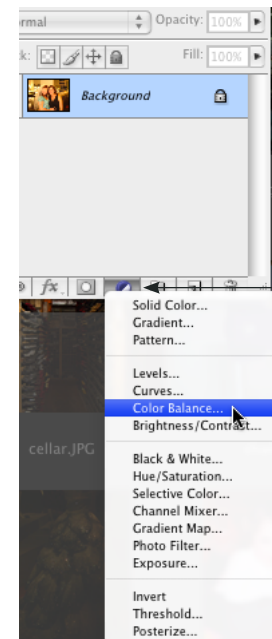 rmal Opacity: 100%
k: Fill: 100%
Background
fx.
Solid Color...
Gradient...
Pattern...
Levels...
Curves...
Color Balance...
Brightness/Contrast...
cellar.JPG
Black & White...
Hue/Saturation...
Selective Color...
Channel Mixer...
Gradient Map...
Photo Filter...
Exposure...
Invert
Threshold...
Posterize...